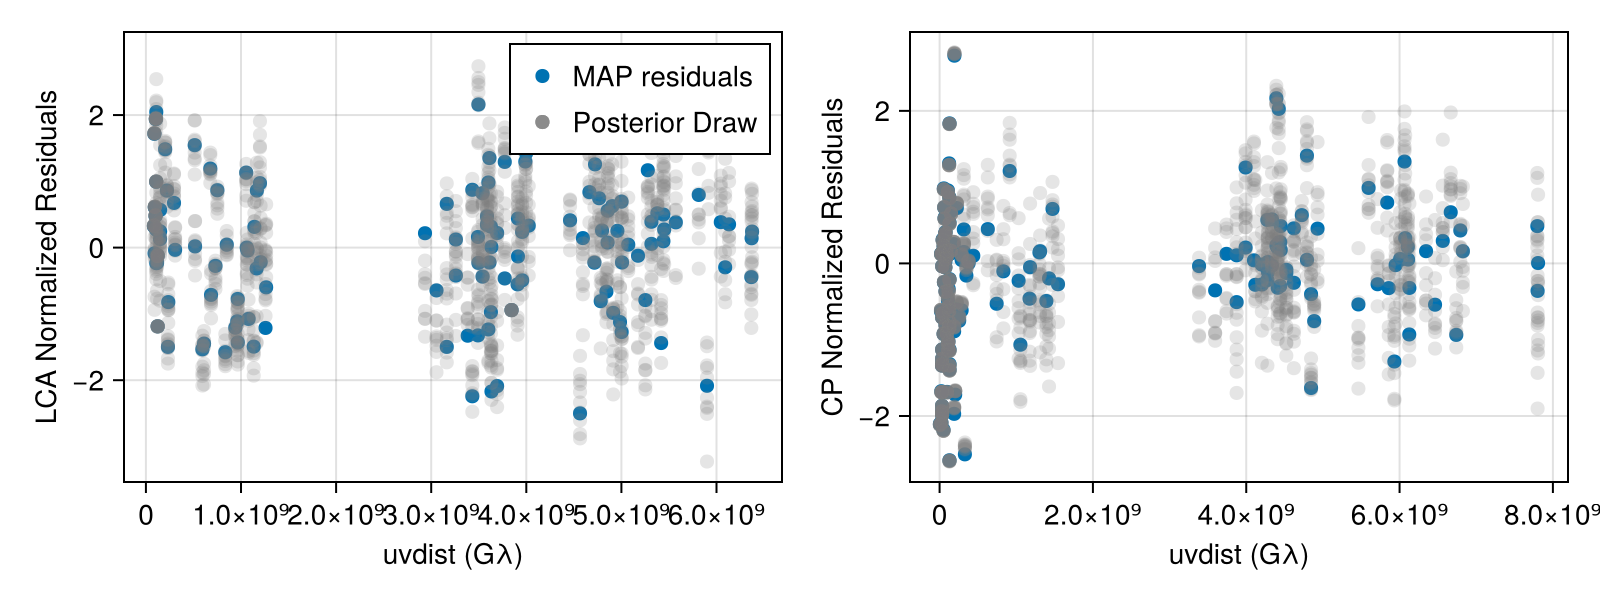 LCA Normalized Residuals
2
0
−2
MAP residuals
Posterior Draw
0 1.0×10⁹ 2.0×10⁹ 3.0×10⁹ 4.0×10⁹ 5.0×10⁹ 6.0×10⁹
uvdist (Gλ)
CP Normalized Residuals
2
0
−2
0 2.0×10⁹ 4.0×10⁹ 6.0×10⁹ 8.0×10⁹
uvdist (Gλ)